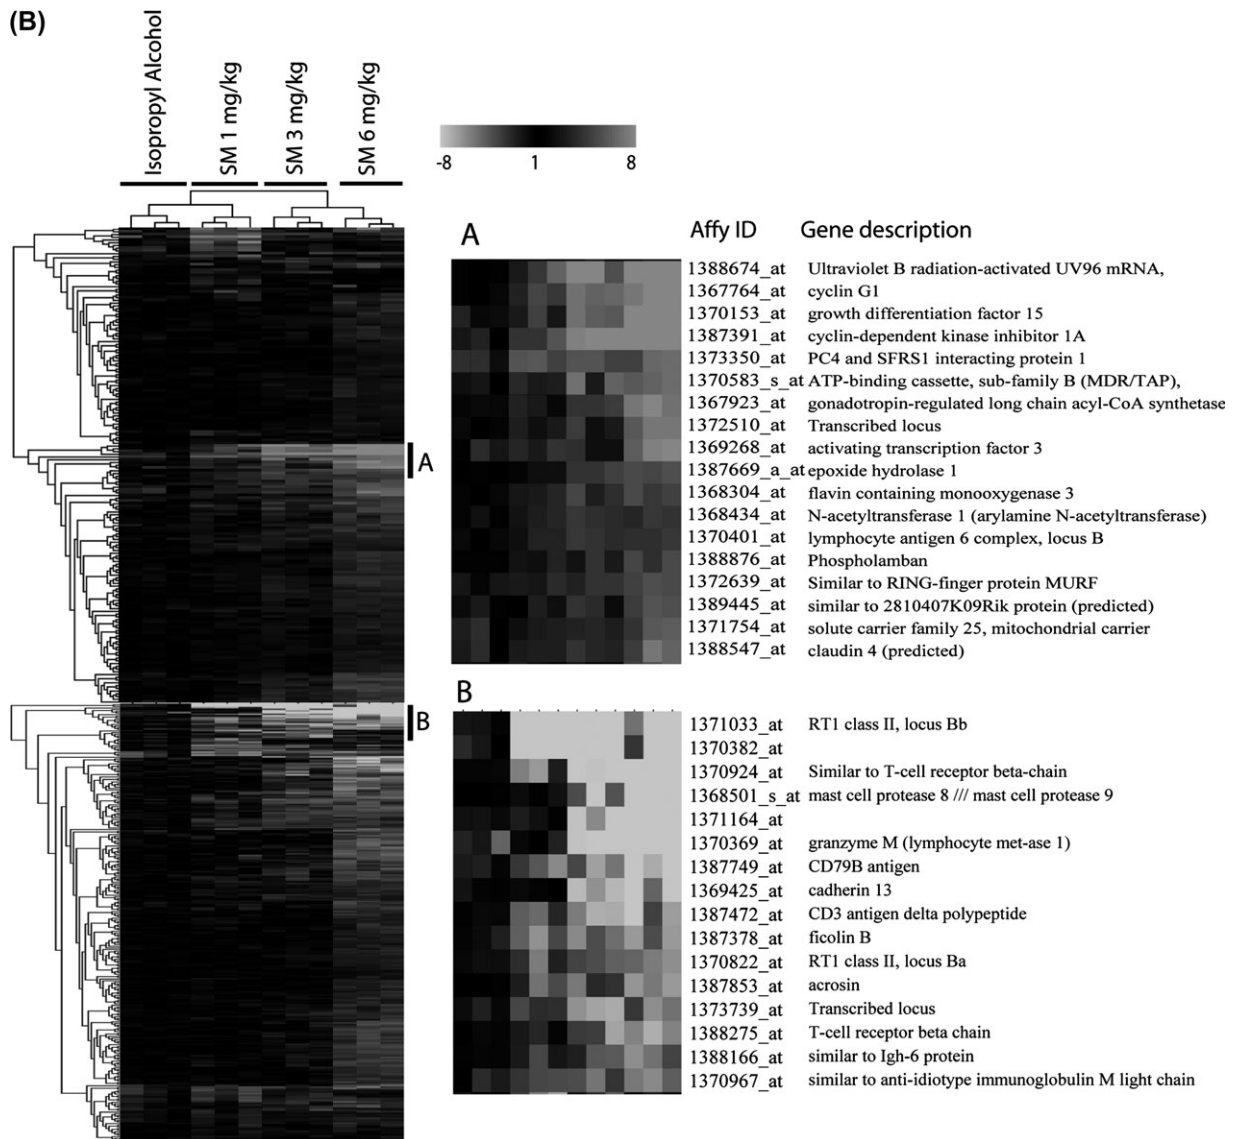 (B)
Isopropyl Alcohol
SM 1 mg/kg
SM 3 mg/kg
SM 6 mg/kg
-8 1 8
A
B
A Affy ID Gene description
1388674_at Ultraviolet B radiation-activated UV96 mRNA,
1367764_at cyclin G1
1370153_at growth differentiation factor 15
1387391_at cyclin-dependent kinase inhibitor 1A
1373350_at PC4 and SFRS1 interacting protein 1
1370583_s_at ATP-binding cassette, sub-family B (MDR/TAP),
1367923_at gonadotropin-regulated long chain acyl-CoA synthetase
1372510_at Transcribed locus
1369268_at activating transcription factor 3
1387669_a_at epoxide hydrolase 1
1368304_at flavin containing monooxygenase 3
1368434_at N-acetyltransferase 1 (arylamine N-acetyltransferase)
1370401_at lymphocyte antigen 6 complex, locus B
1388876_at Phospholamban
1372639_at Similar to RING-finger protein MURF
1389445_at similar to 2810407K09Rik protein (predicted)
1371754_at solute carrier family 25, mitochondrial carrier
1388547_at claudin 4 (predicted)
B
1371033_at RT1 class II, locus Bb
1370382_at
1370924_at Similar to T-cell receptor beta-chain
1368501_s_at mast cell protease 8 /// mast cell protease 9
1371164_at
1370369_at granzyme M (lymphocyte met-ase 1)
1387749_at CD79B antigen
1369425_at cadherin 13
1387472_at CD3 antigen delta polypeptide
1387378_at ficolin B
1370822_at RT1 class II, locus Ba
1387853_at acrosin
1373739_at Transcribed locus
1388275_at T-cell receptor beta chain
1388166_at similar to Igh-6 protein
1370967_at similar to anti-idiotype immunoglobulin M light chain